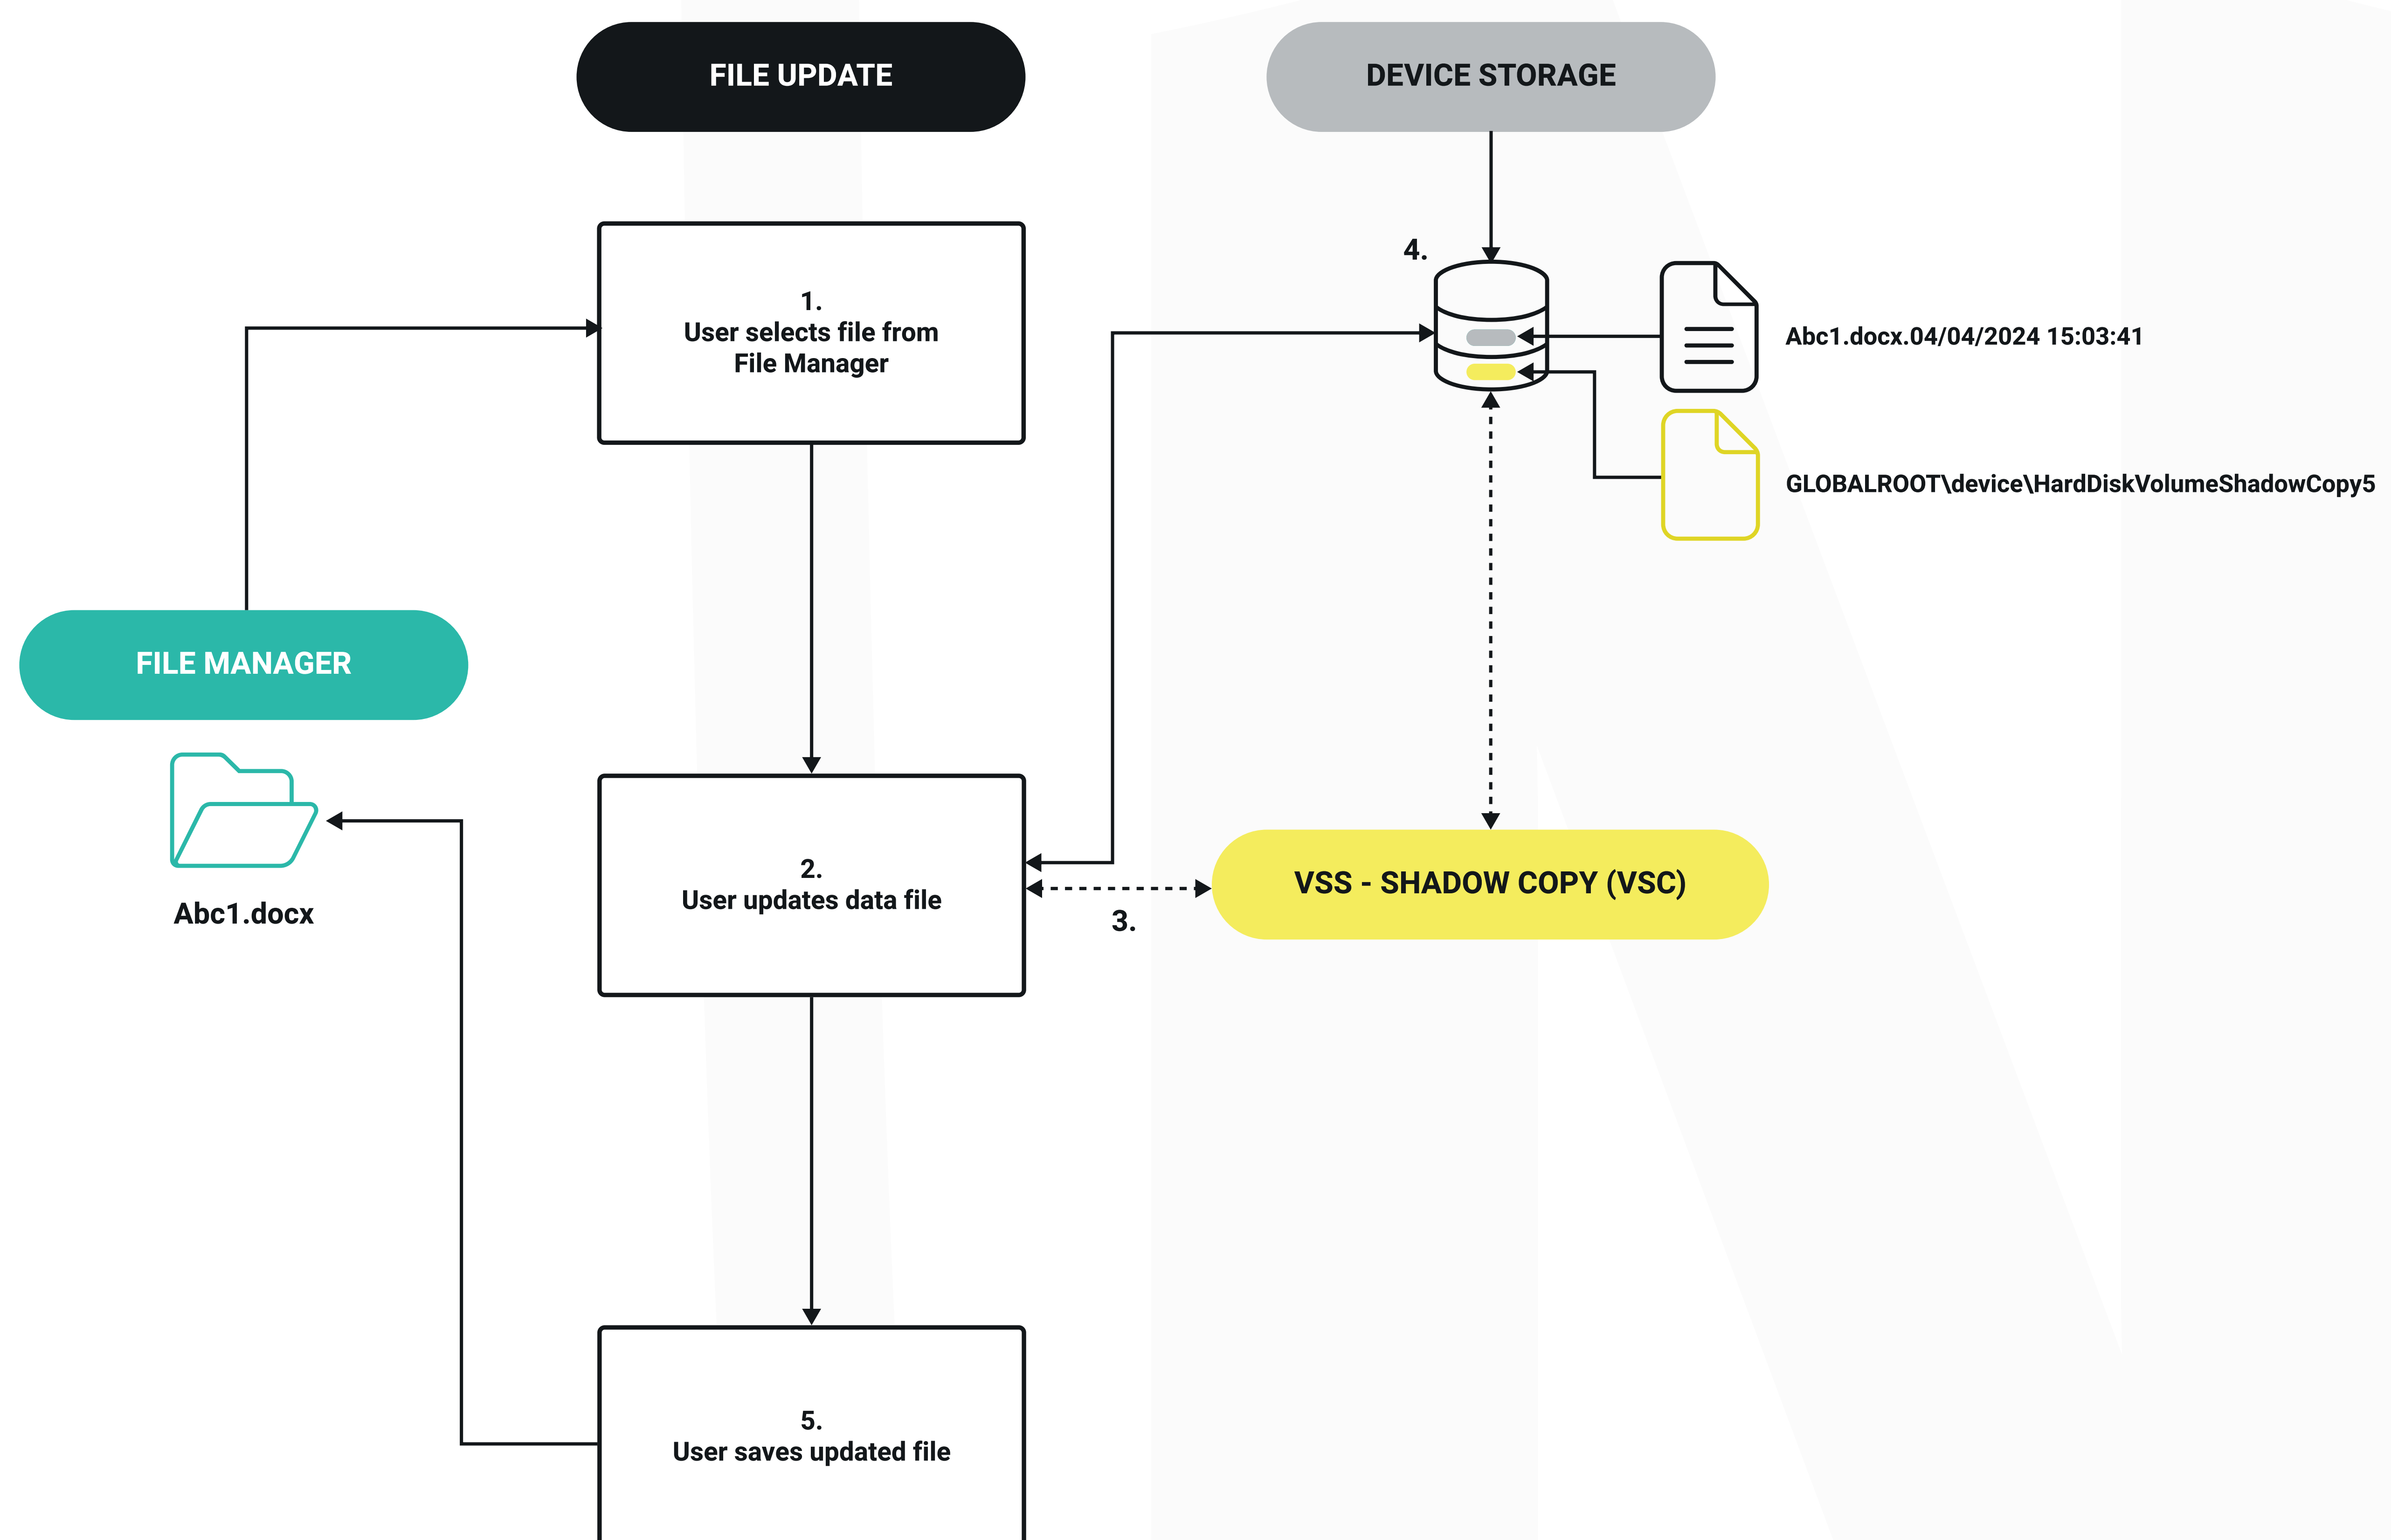 FILE UPDATE
DEVICE STORAGE
1.
User selects file from
File Manager
4.
Abc1.docx.04/04/2024 15:03:41
GLOBALROOT\device\HardDiskVolumeShadowCopy5
FILE MANAGER
Abc1.docx
2.
User updates data file
3.
VSS - SHADOW COPY (VSC)
5.
User saves updated file